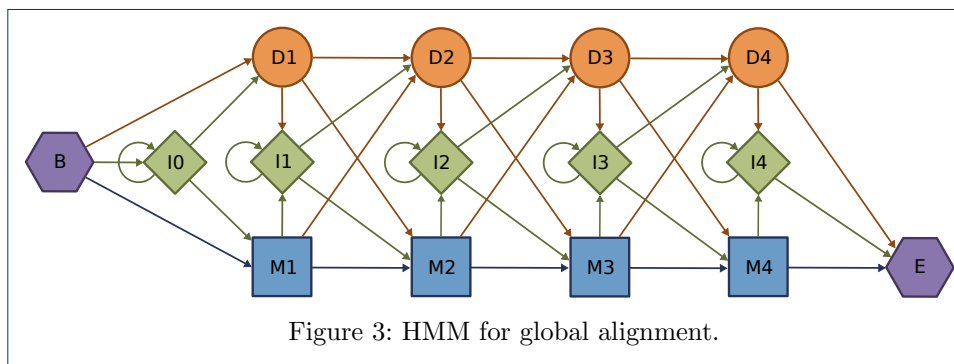 D1 D2 D3 D4
B I0 I1 I2 I3 I4
M1 M2 M3 M4 E
Figure 3: HMM for global alignment.